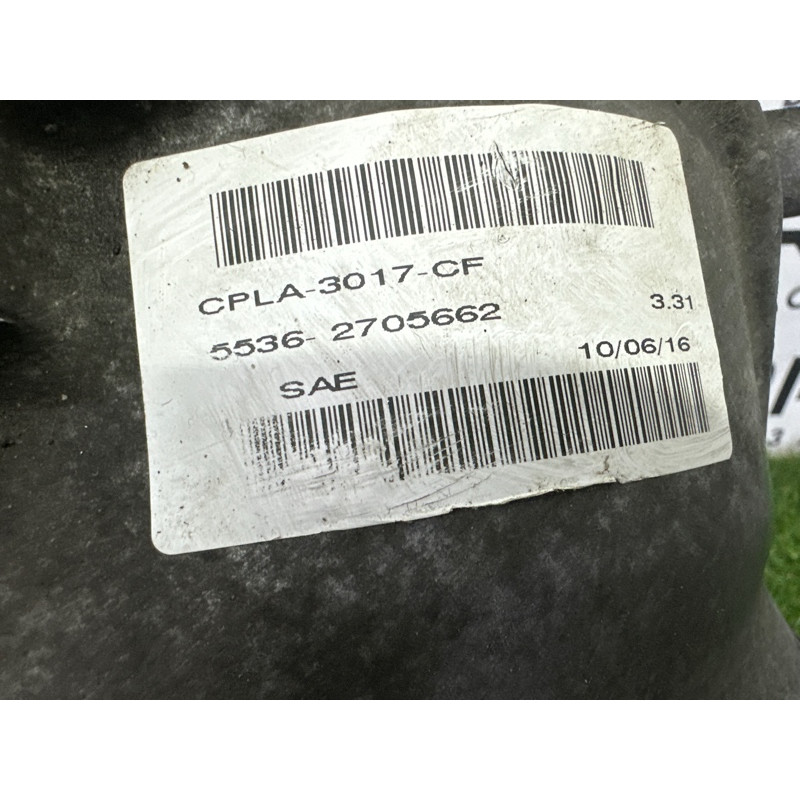 CPLA-3017-CF
5536- 2705662 3.31
SAE 10/06/16